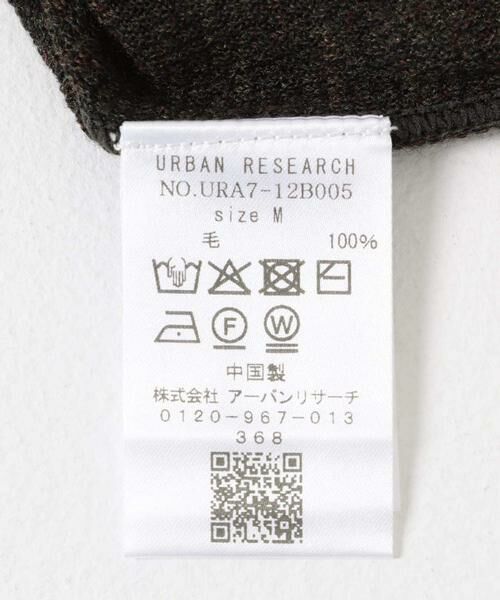 URBAN RESEARCH
NO.URA7-12B005
size M
毛 100%
F W
中国製
株式会社 アーバンリサーチ
0120-967-013
368